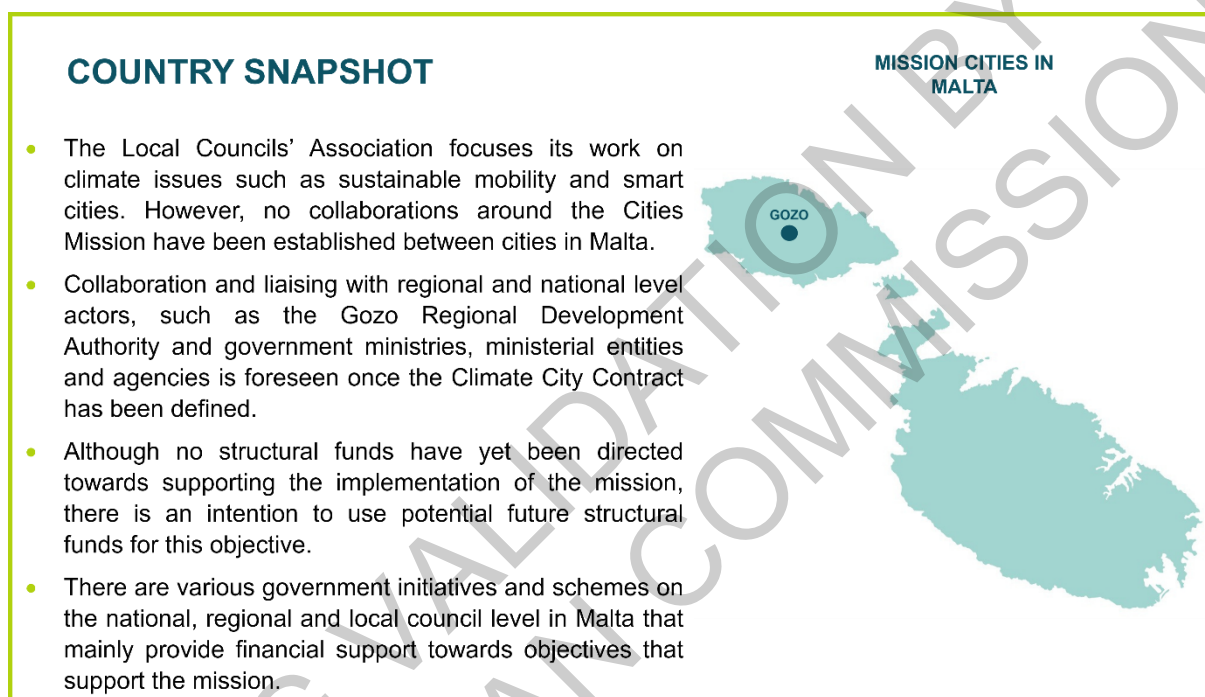 COUNTRY SNAPSHOT
MISSION CITIES IN
MALTA
• The Local Councils’ Association focuses its work on
climate issues such as sustainable mobility and smart
cities. However, no collaborations around the Cities
Mission have been established between cities in Malta.
• Collaboration and liaising with regional and national level
actors, such as the Gozo Regional Development
Authority and government ministries, ministerial entities
and agencies is foreseen once the Climate City Contract
has been defined.
• Although no structural funds have yet been directed
towards supporting the implementation of the mission,
there is an intention to use potential future structural
funds for this objective.
• There are various government initiatives and schemes on
the national, regional and local council level in Malta that
mainly provide financial support towards objectives that
support the mission.
GOZO
VALIDATION BY
COMMISSION